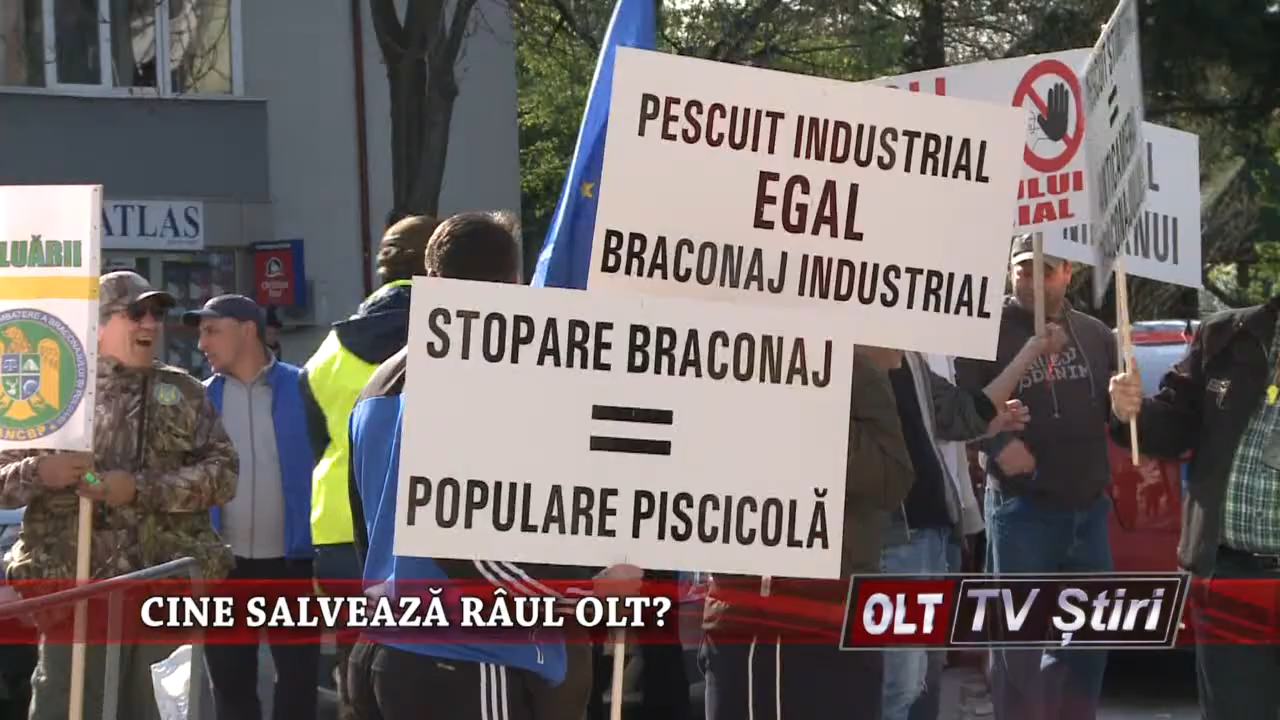 PESCUIT INDUSTRIAL
EGAL
BRACONAJ INDUSTRIAL
STOPARE BRACONAJ
=
POPULARE PISCICOLĂ
ATLAS
CINE SALVEAZĂ RÂUL OLT?
OLT TV Știri